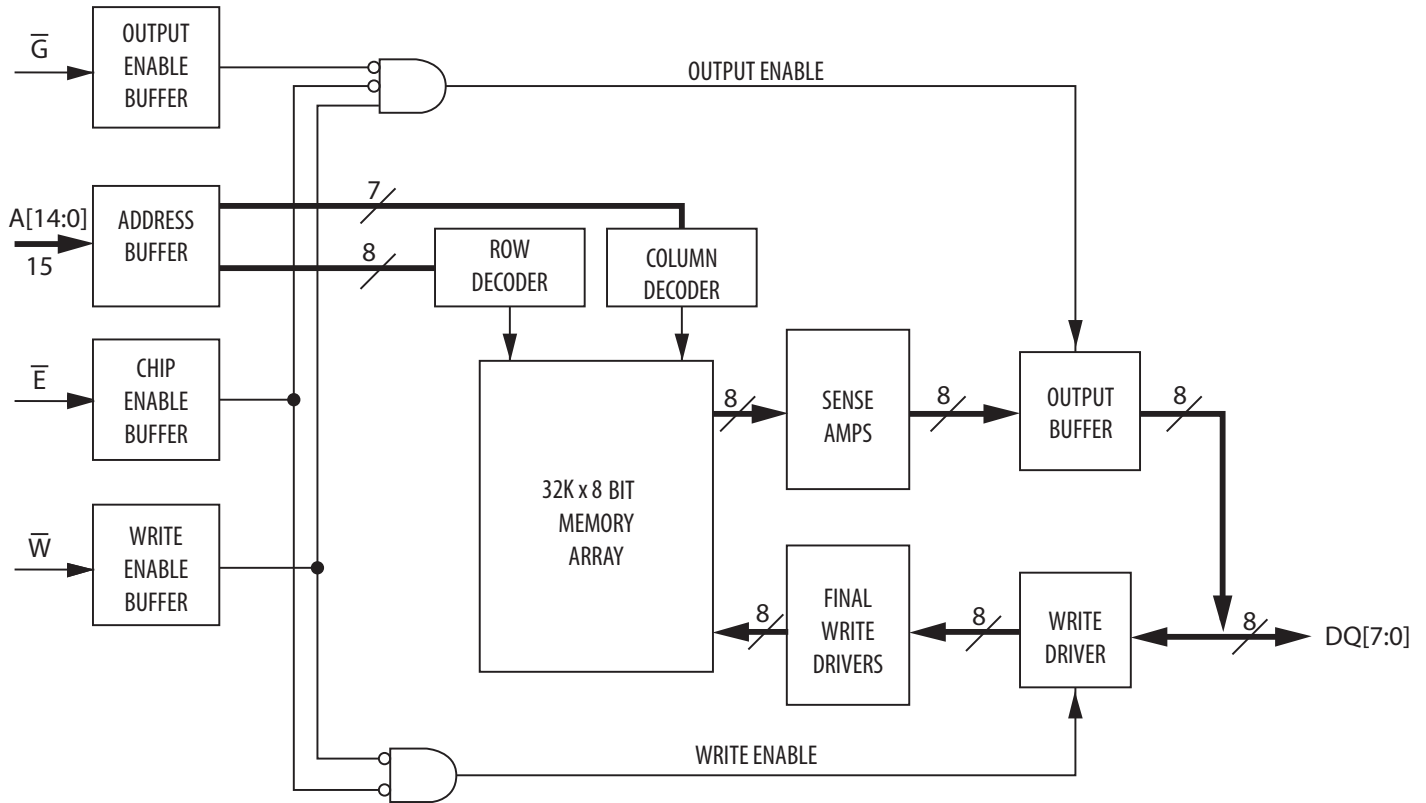 G̅
OUTPUT
ENABLE
BUFFER
OUTPUT ENABLE
A[14:0]
15
ADDRESS
BUFFER
7
8
ROW
DECODER
COLUMN
DECODER
E̅
CHIP
ENABLE
BUFFER
32K x 8 BIT
MEMORY
ARRAY
8
SENSE
AMPS
8
OUTPUT
BUFFER
8
W̅
WRITE
ENABLE
BUFFER
8
FINAL
WRITE
DRIVERS
8
WRITE
DRIVER
8
DQ[7:0]
WRITE ENABLE